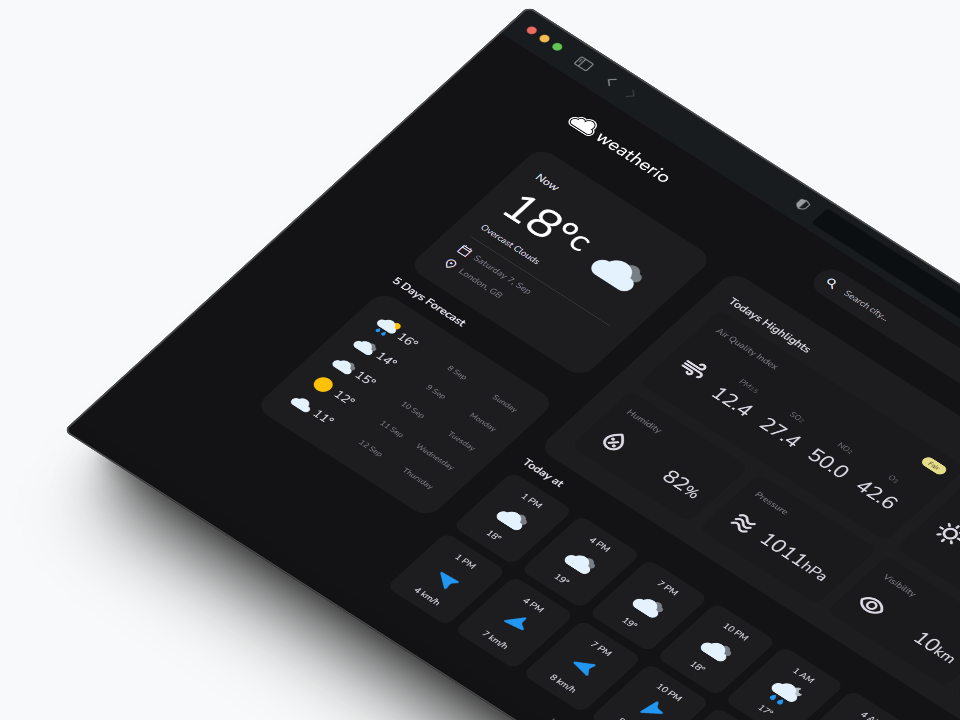 weatherio
Search city...
Now
18°c
Overcast Clouds
Saturday 7, Sep
London, GB
5 Days Forecast
16° 8 Sep Sunday
14° 9 Sep Monday
15° 10 Sep Tuesday
12° 11 Sep Wednesday
11° 12 Sep Thursday
Todays Highlights
Air Quality Index
Fair
PM2.5 SO2 NO2 O3
12.4 27.4 50.0 42.6
Humidity
82%
Pressure
1011hPa
Visibility
10km
Today at
1 PM
18°
4 PM
19°
7 PM
19°
10 PM
18°
1 AM
17°
1 PM
4 km/h
4 PM
7 km/h
7 PM
8 km/h
10 PM